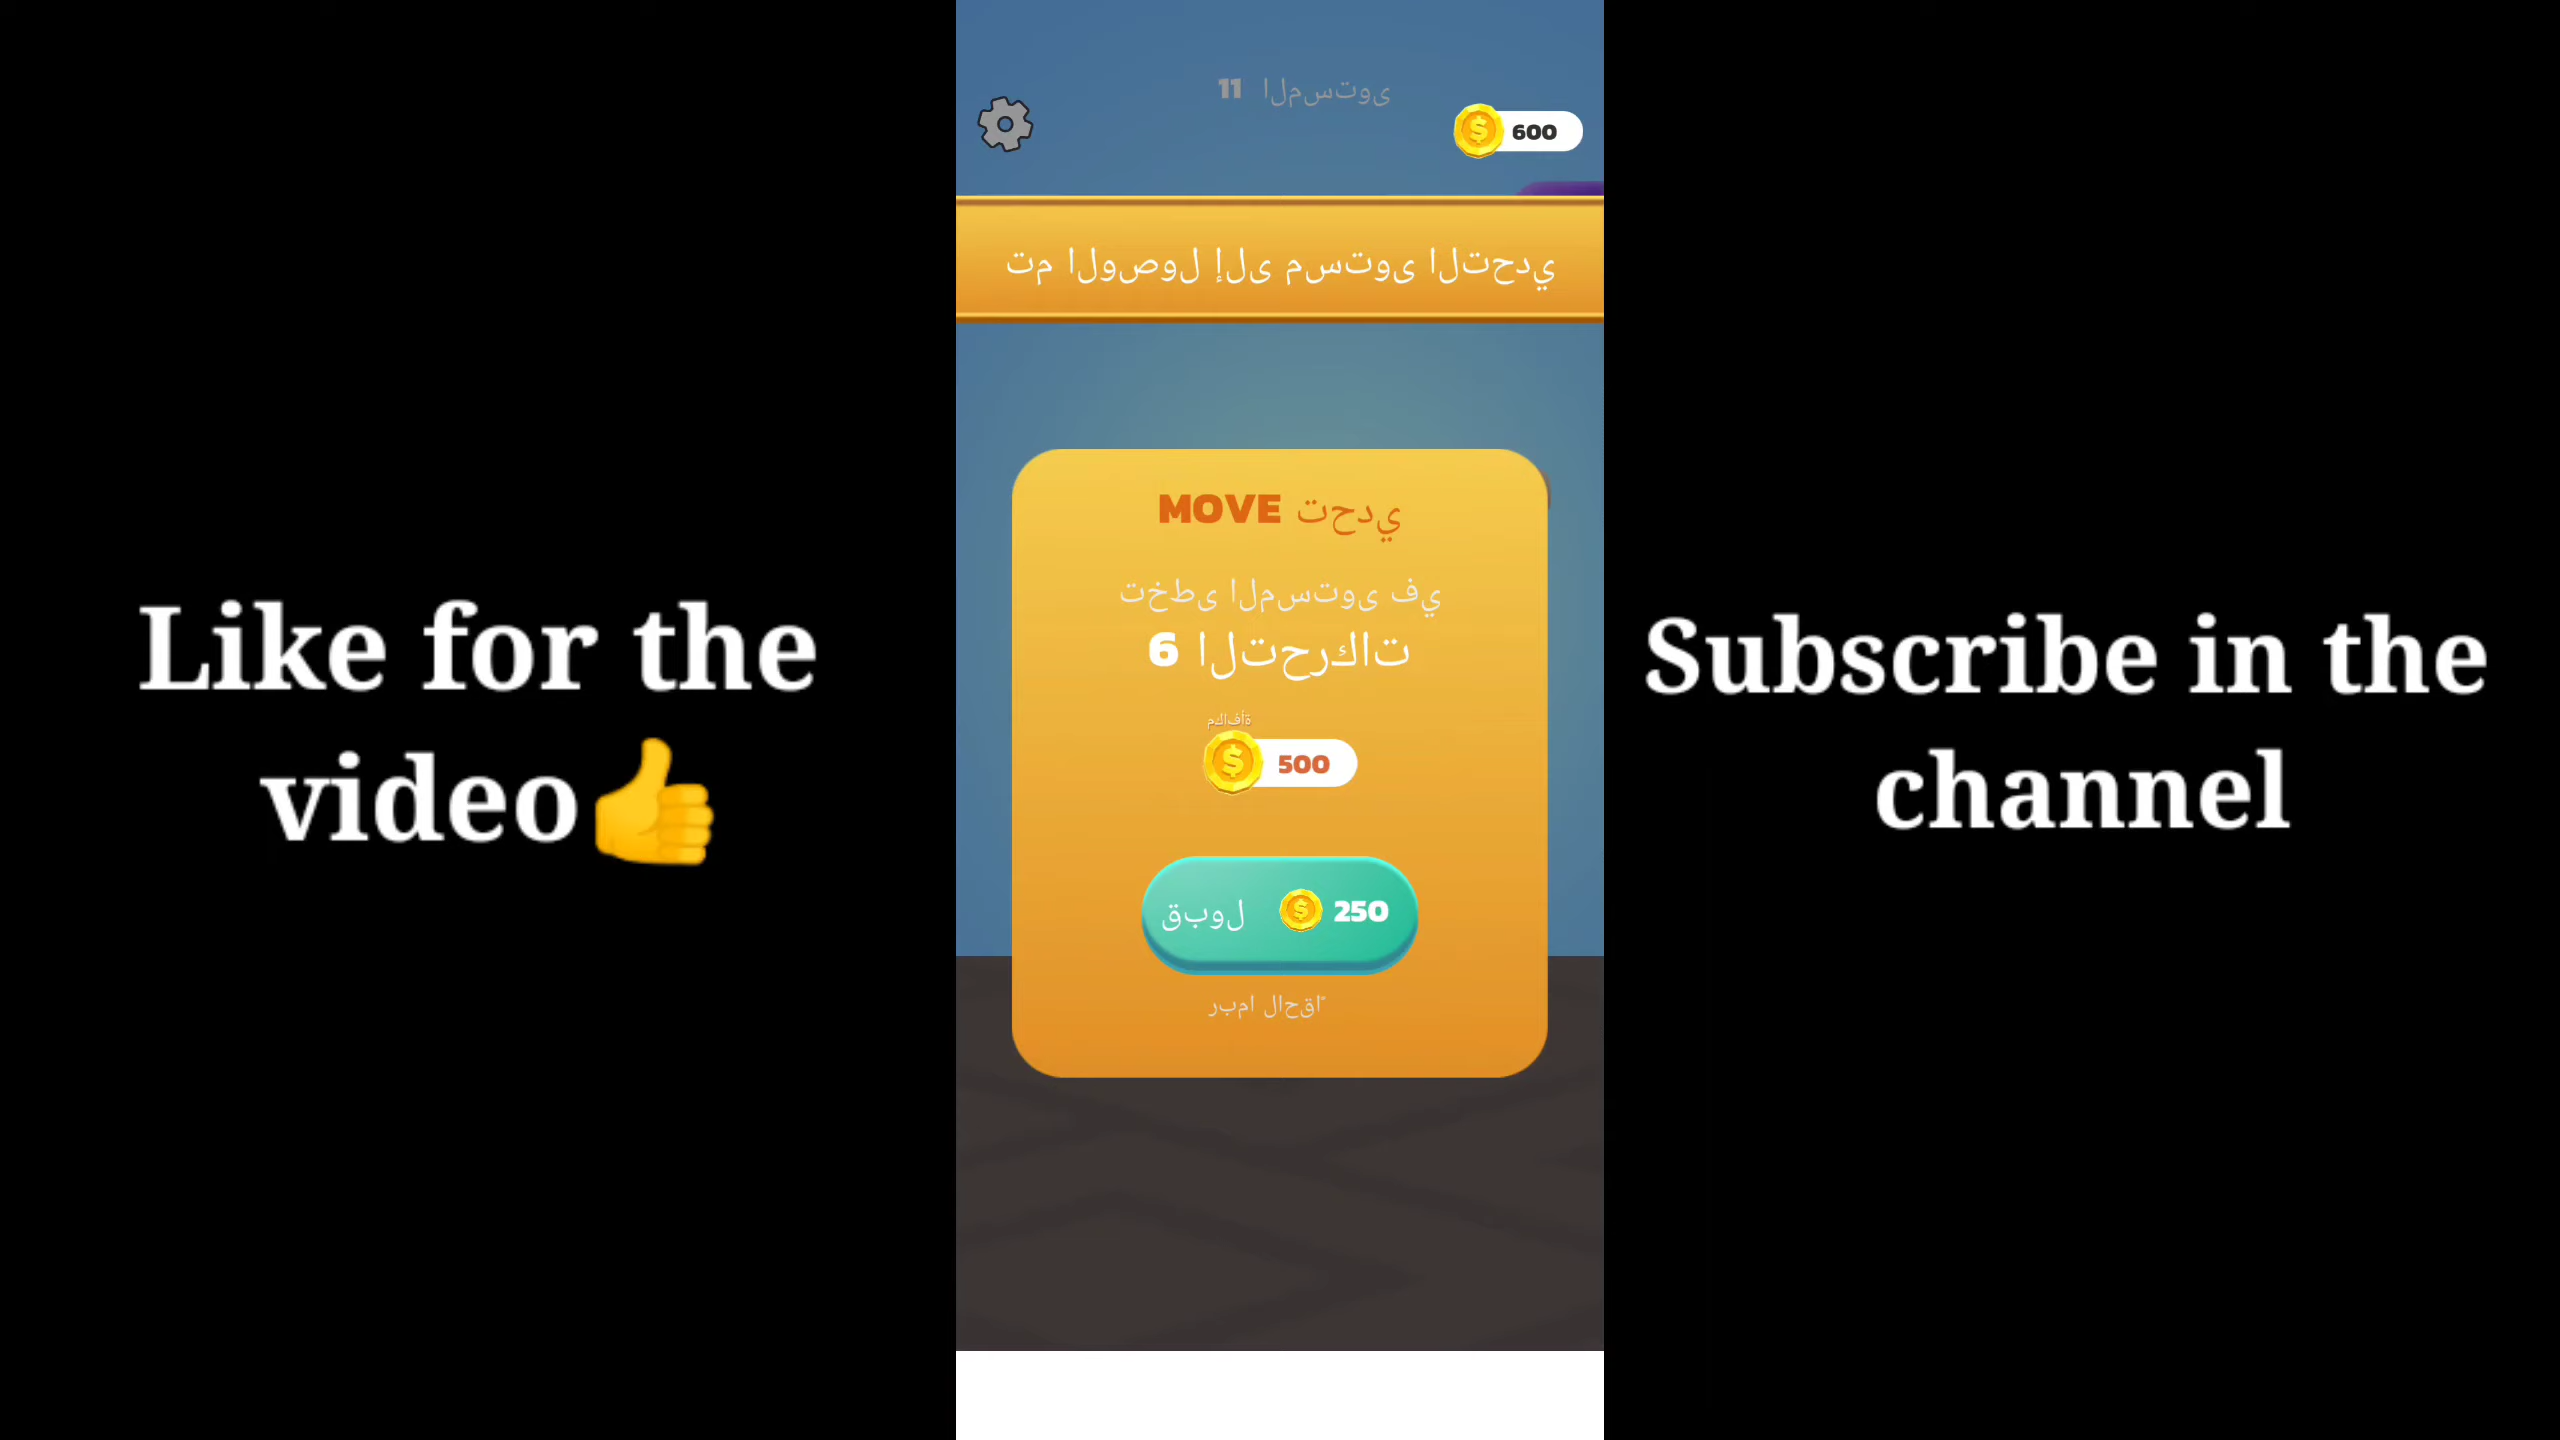 11 المستوى
600
تم الوصول إلى مستوى التحدي
MOVE تحدي
تخطى المستوى في
6 التحركات
مكافأة
500
قبول 250
ربما لاحقاً
Like for the
video👍
Subscribe in the
channel